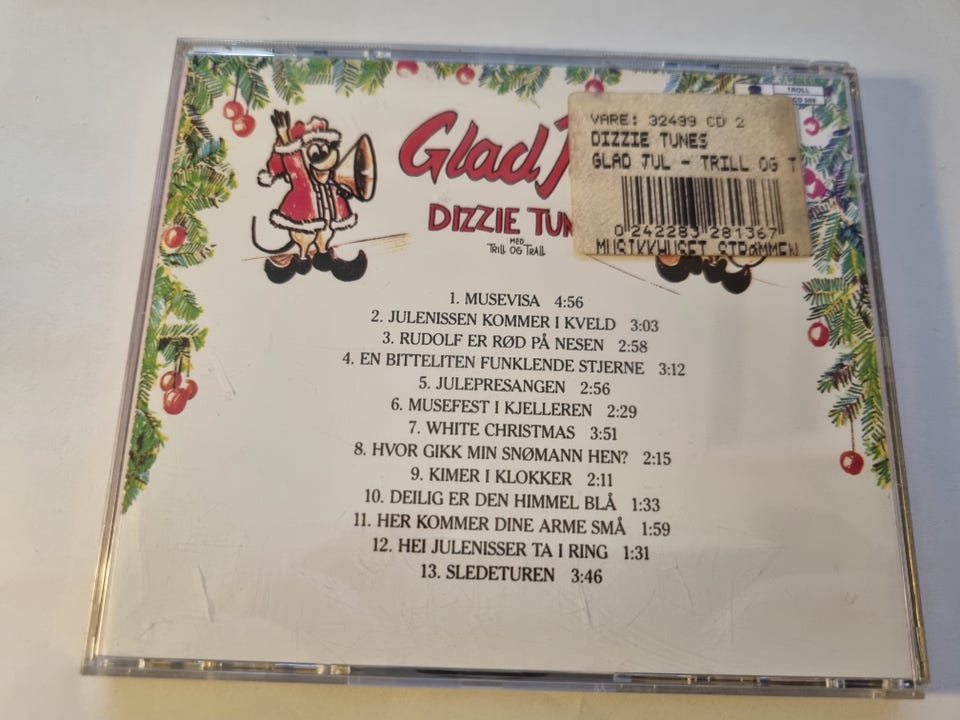 TROLL
VARE: 32499 CD 2
DIZZIE TUNES
GLAD JUL - TRILL OG T
0 242283 281367
MUSIKKHUSET STRØMMEN
Glad J
DIZZIE TUN
MED
TRILL OG TRALL
1. MUSEVISA 4:56
2. JULENISSEN KOMMER I KVELD 3:03
3. RUDOLF ER RØD PÅ NESEN 2:58
4. EN BITTELITEN FUNKLENDE STJERNE 3:12
5. JULEPRESANGEN 2:56
6. MUSEFEST I KJELLEREN 2:29
7. WHITE CHRISTMAS 3:51
8. HVOR GIKK MIN SNØMANN HEN? 2:15
9. KIMER I KLOKKER 2:11
10. DEILIG ER DEN HIMMEL BLÅ 1:33
11. HER KOMMER DINE ARME SMÅ 1:59
12. HEI JULENISSER TA I RING 1:31
13. SLEDETUREN 3:46